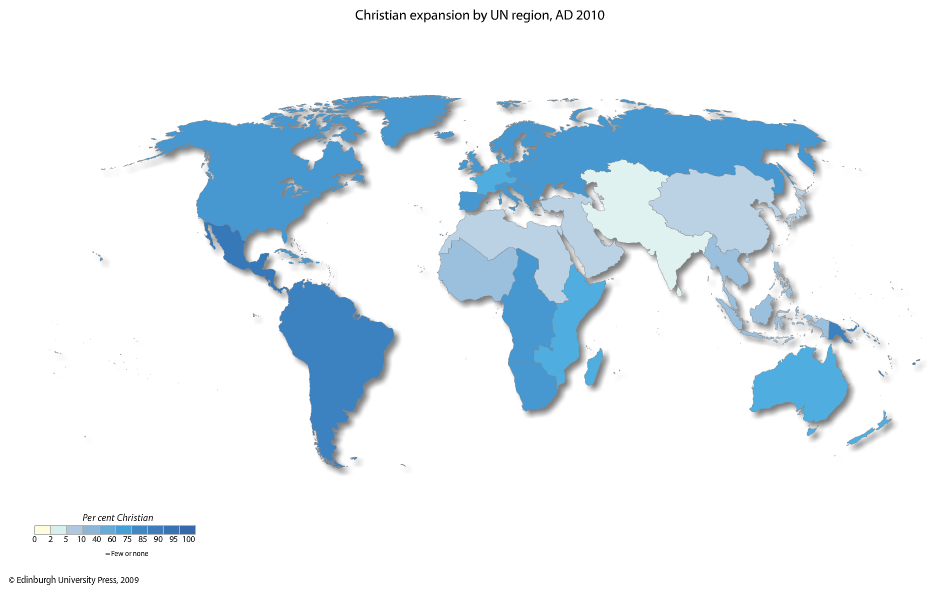 Christian expansion by UN region, AD 2010
Per cent Christian
0 2 5 10 40 60 75 85 90 95 100
= Few or none
© Edinburgh University Press, 2009